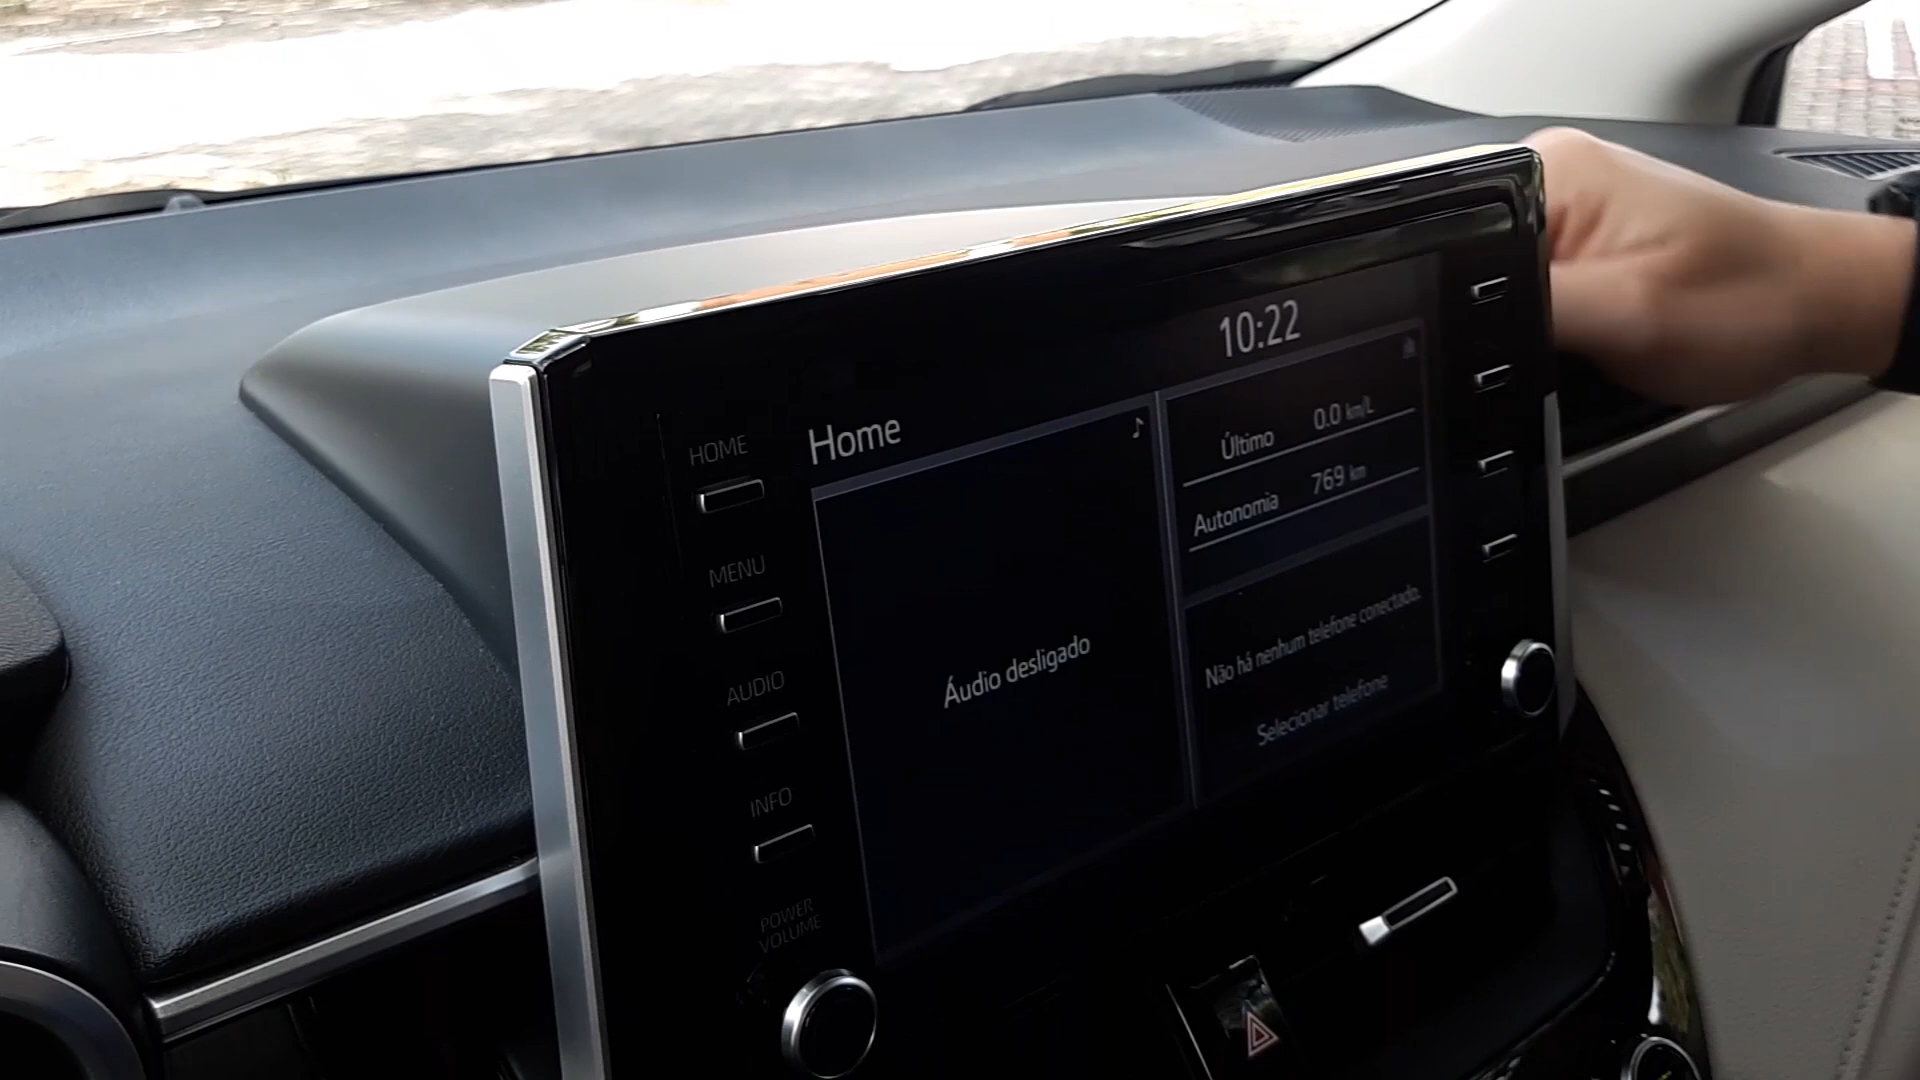 10:22
HOME
Home
MENU
AUDIO
INFO
POWER
VOLUME
Áudio desligado
Último 0.0 km/L
Autonomia 769 km
Não há nenhum telefone conectado.
Selecionar telefone